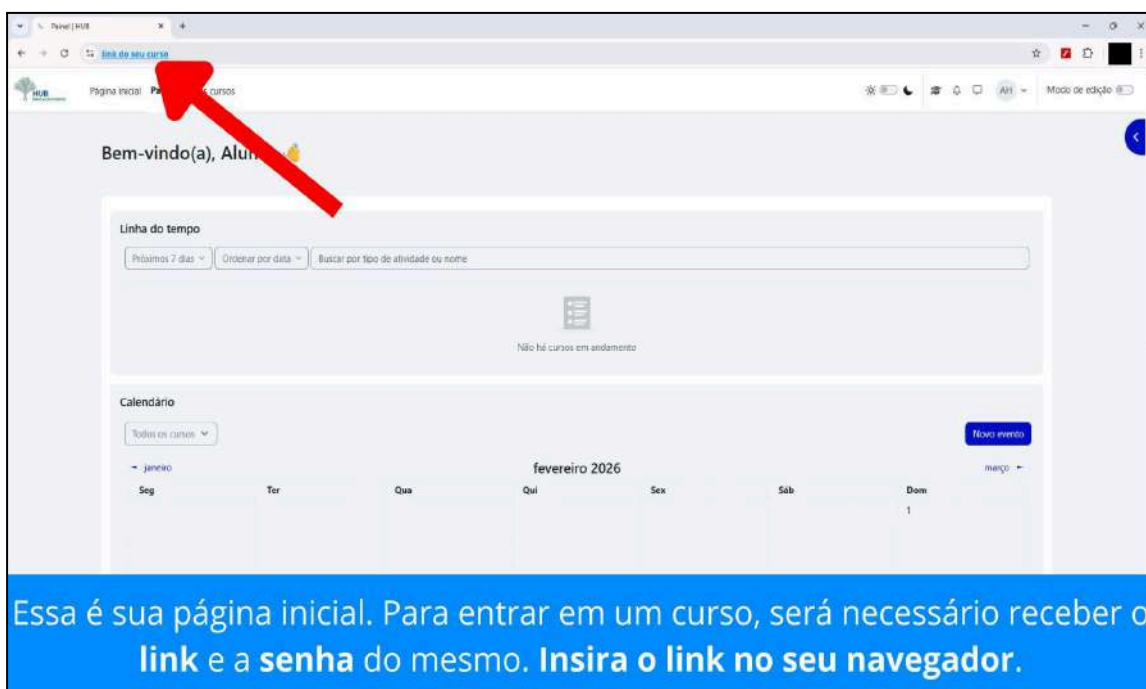 Painel | HUB
link do seu curso
HUB
Página inicial Pa cursos
AH
Modo de edição
Bem-vindo(a), Alun
Linha do tempo
Próximos 7 dias Ordenar por data Buscar por tipo de atividade ou nome
Não há cursos em andamento
Calendário
Todos os cursos
Novo evento
janeiro fevereiro 2026 março
Seg Ter Qua Qui Sex Sáb Dom
1
Essa é sua página inicial. Para entrar em um curso, será necessário receber o
link e a senha do mesmo. Insira o link no seu navegador.